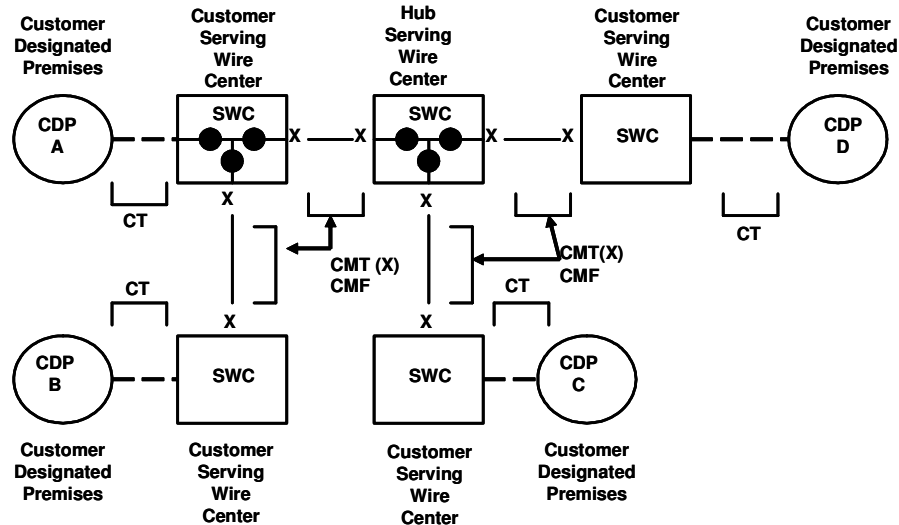 Customer
Designated
Premises
Customer
Serving
Wire
Center
Hub
Serving
Wire
Center
Customer
Serving
Wire
Center
Customer
Designated
Premises
CDP
A
SWC
X
X
SWC
X
X
SWC
CDP
D
CT
X
X
CT
CMT (X)
CMF
CMT(X)
CMF
CT
CT
X
X
CDP
B
SWC
SWC
CDP
C
Customer
Designated
Premises
Customer
Serving
Wire
Center
Customer
Serving
Wire
Center
Customer
Designated
Premises